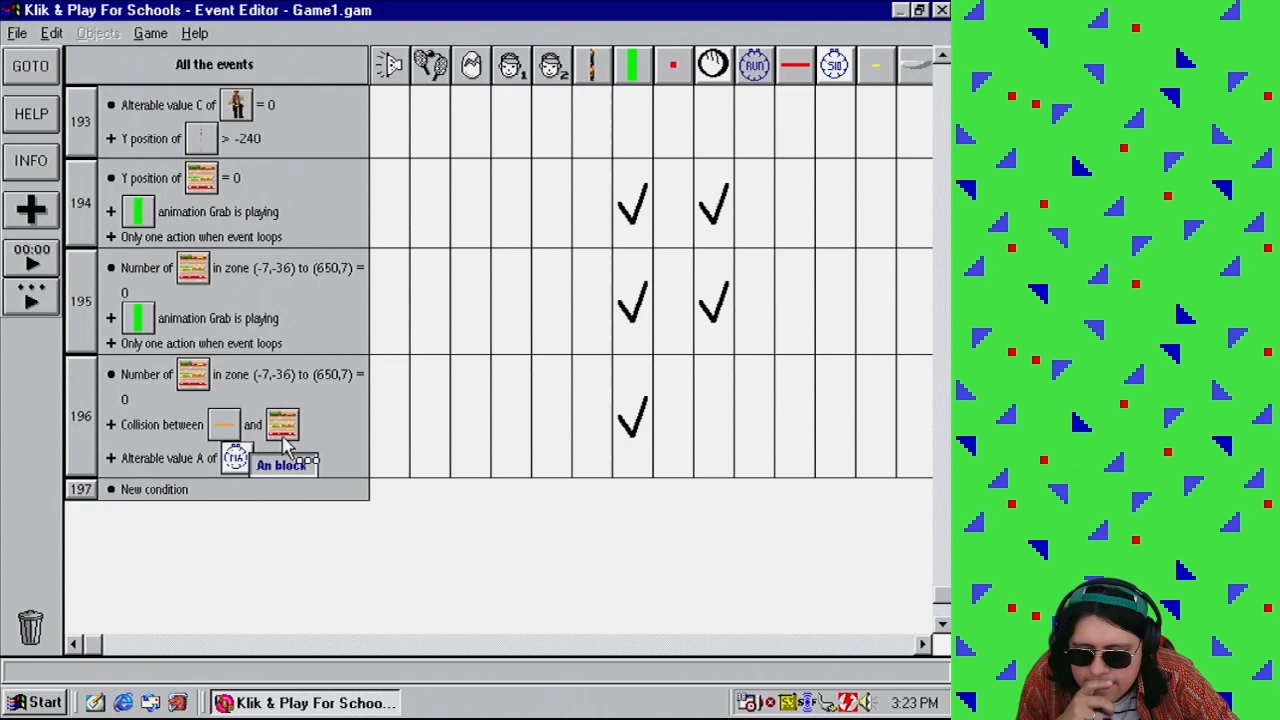 Klik & Play For Schools - Event Editor - Game1.gam
File Edit Objects Game Help
GOTO
All the events
1
2
RUN
HELP
193
• Alterable value C of = 0
+ Y position of > -240
INFO
194
• Y position of = 0
+ animation Grab is playing
+ Only one action when event loops
00:00
195
• Number of in zone (-7,-36) to (650,7) =
0
+ animation Grab is playing
+ Only one action when event loops
196
• Number of in zone (-7,-36) to (650,7) =
0
+ Collision between and
+ Alterable value A of
An block
197
• New condition
Start
Klik & Play For Schoo...
3:23 PM